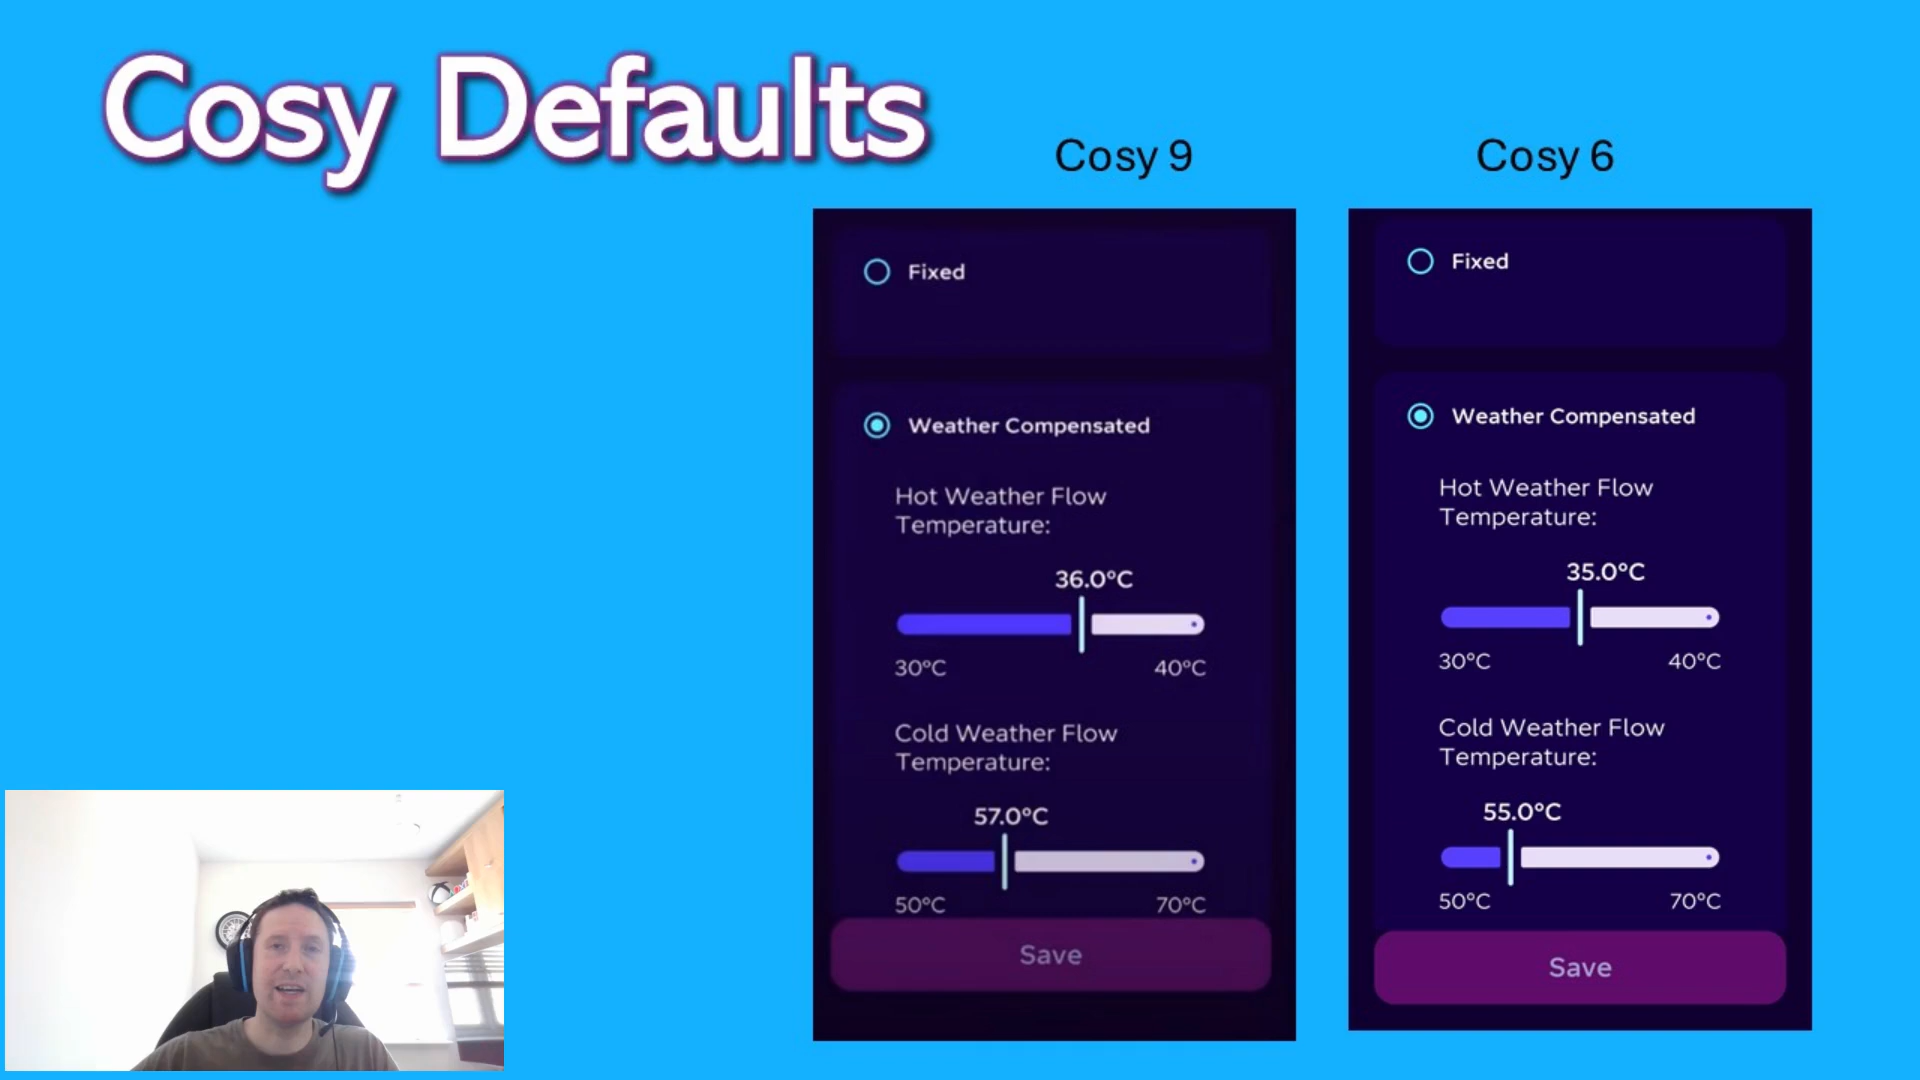 Cosy Defaults
Cosy 9
Fixed
Weather Compensated
Hot Weather Flow
Temperature:
36.0°C
30°C 40°C
Cold Weather Flow
Temperature:
57.0°C
50°C 70°C
Save
Cosy 6
Fixed
Weather Compensated
Hot Weather Flow
Temperature:
35.0°C
30°C 40°C
Cold Weather Flow
Temperature:
55.0°C
50°C 70°C
Save